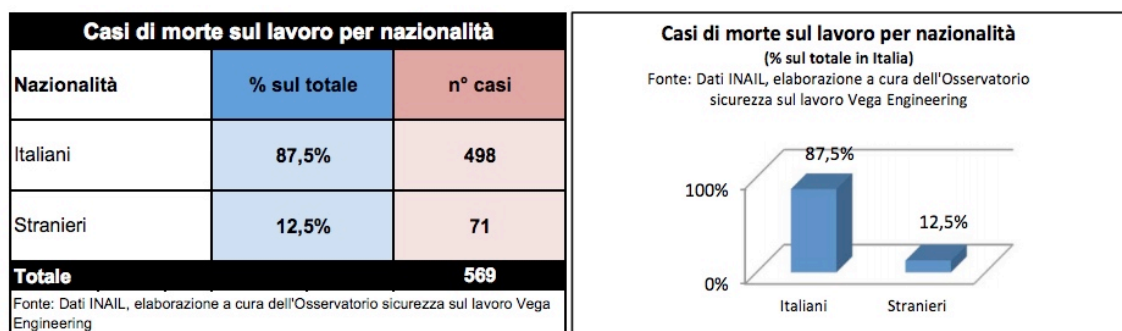 Casi di morte sul lavoro per nazionalità
Nazionalità % sul totale n° casi
Italiani 87,5% 498
Stranieri 12,5% 71
Totale 569
Fonte: Dati INAIL, elaborazione a cura dell'Osservatorio sicurezza sul lavoro Vega
Engineering
Casi di morte sul lavoro per nazionalità
(% sul totale in Italia)
Fonte: Dati INAIL, elaborazione a cura dell'Osservatorio
sicurezza sul lavoro Vega Engineering
87,5%
100%
12,5%
0%
Italiani Stranieri